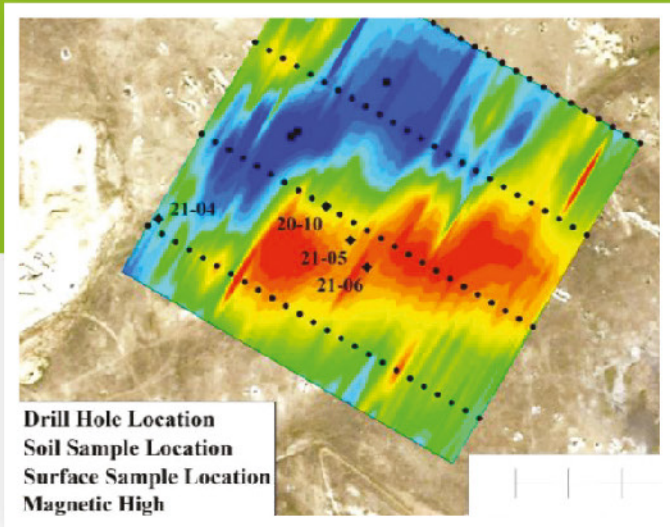 21-04
20-10
21-05
21-06
Drill Hole Location
Soil Sample Location
Surface Sample Location
Magnetic High